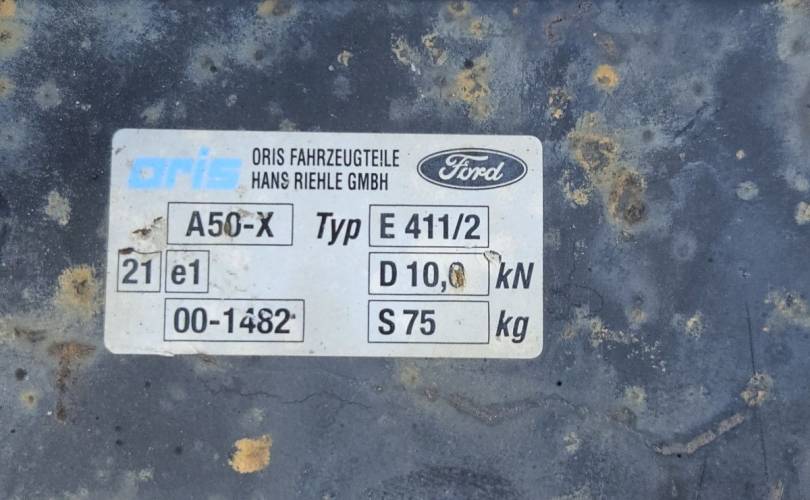 oris ORIS FAHRZEUGTEILE HANS RIEHLE GMBH Ford
A50-X Typ E 411/2
21 e1 D 10,0 kN
00-1482 S 75 kg